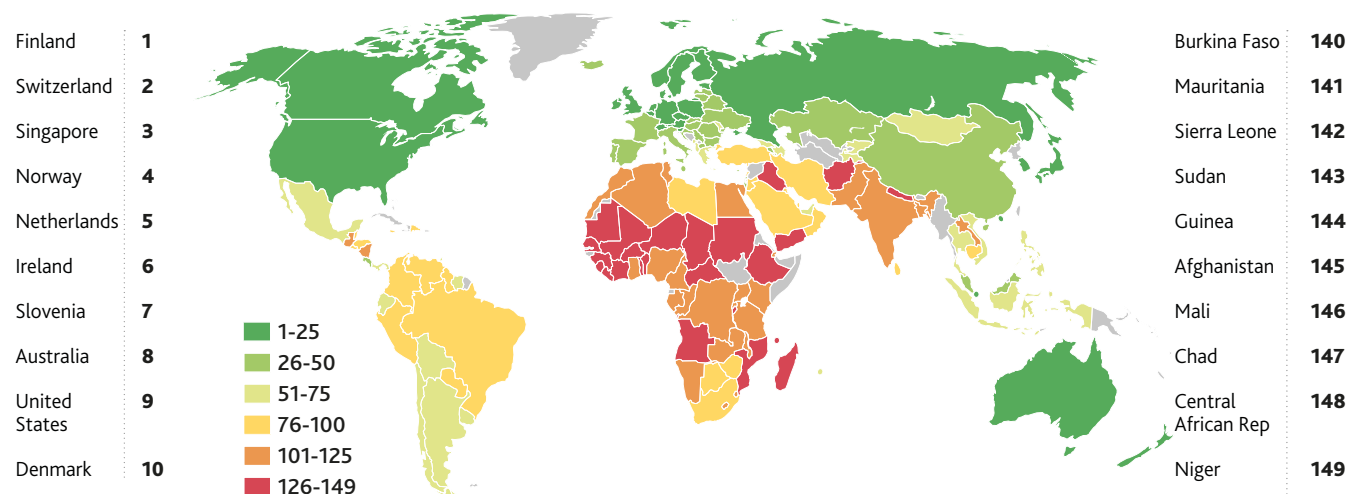 Finland 1
Switzerland 2
Singapore 3
Norway 4
Netherlands 5
Ireland 6
Slovenia 7
Australia 8
United 9
States
Denmark 10
1-25
26-50
51-75
76-100
101-125
126-149
Burkina Faso 140
Mauritania 141
Sierra Leone 142
Sudan 143
Guinea 144
Afghanistan 145
Mali 146
Chad 147
Central 148
African Rep
Niger 149